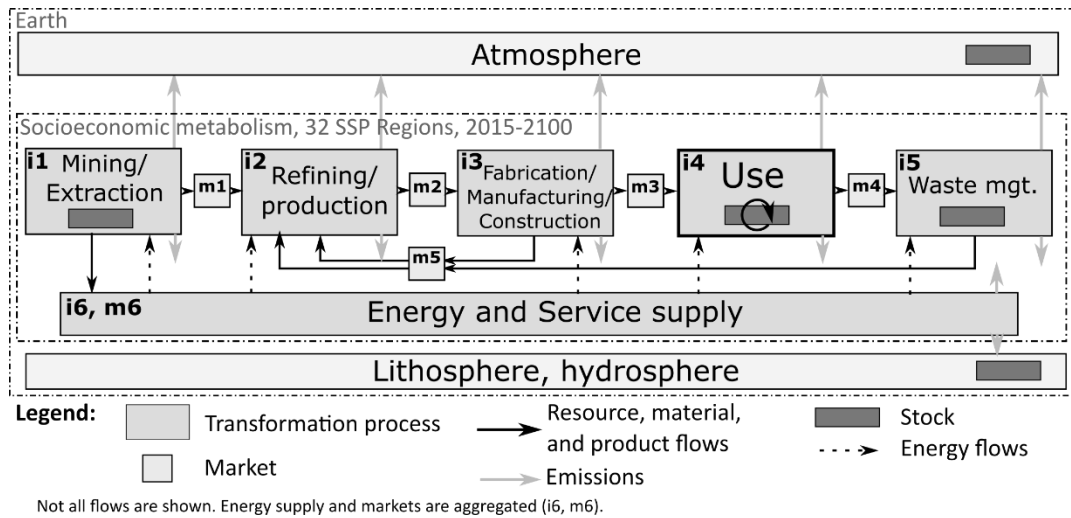 Earth
Atmosphere
Socioeconomic metabolism, 32 SSP Regions, 2015-2100
i1
Mining/
Extraction
m1
i2
Refining/
production
m2
i3
Fabrication/
Manufacturing/
Construction
m3
i4
Use
m4
i5
Waste mgt.
m5
i6, m6
Energy and Service supply
Lithosphere, hydrosphere
Legend:
Transformation process
Market
Resource, material,
and product flows
Emissions
Stock
Energy flows
Not all flows are shown. Energy supply and markets are aggregated (i6, m6).